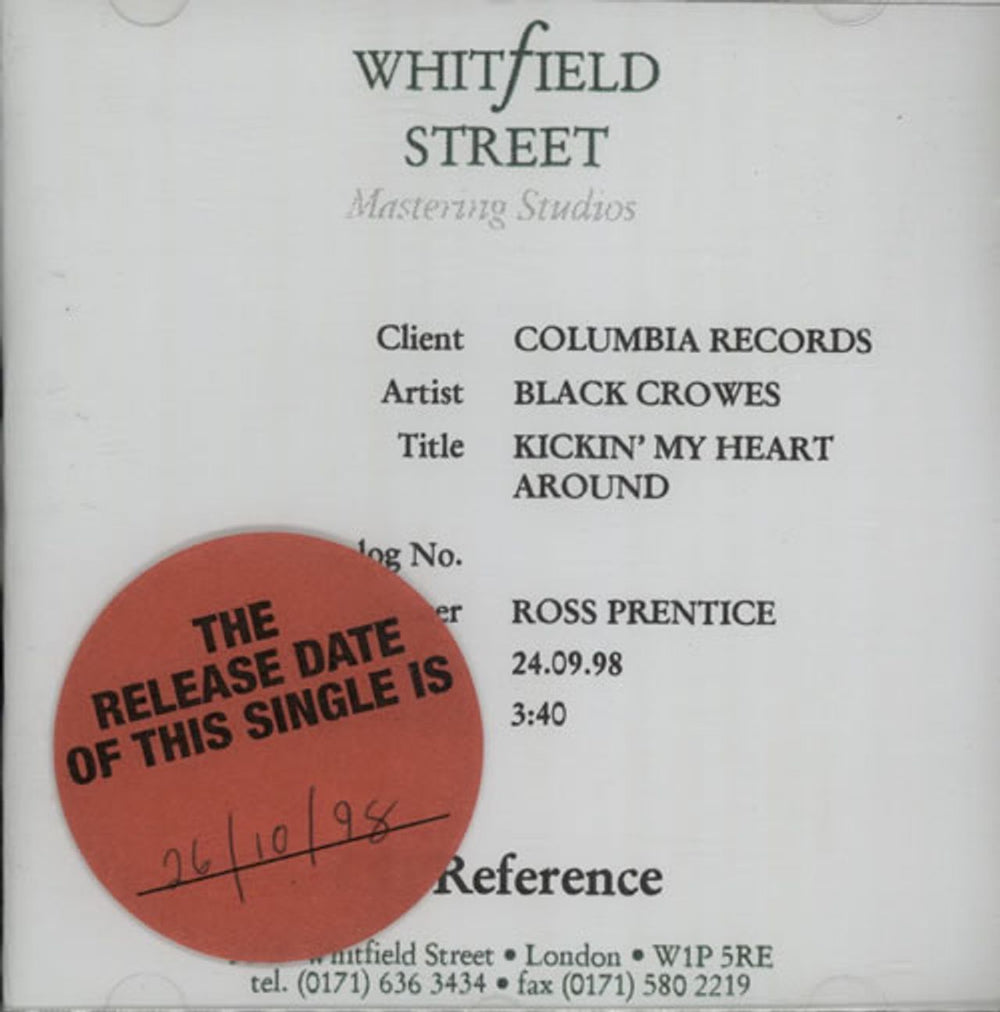 WHITFIELD
STREET
Mastering Studios
Client COLUMBIA RECORDS
Artist BLACK CROWES
Title KICKIN' MY HEART
AROUND
log No.
er ROSS PRENTICE
24.09.98
3:40
THE
RELEASE DATE
OF THIS SINGLE IS
26/10/98
Reference
hitfield Street • London • W1P 5RE
tel. (0171) 636 3434 • fax (0171) 580 2219